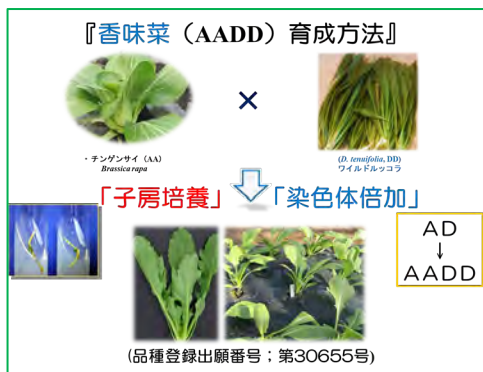 『香味菜（AADD）育成方法』
×
・チンゲンサイ（AA）
Brassica rapa
(D. tenuifolia, DD)
ワイルドルッコラ
「子房培養」
「染色体倍加」
AD
↓
AADD
(品種登録出願番号；第30655号)